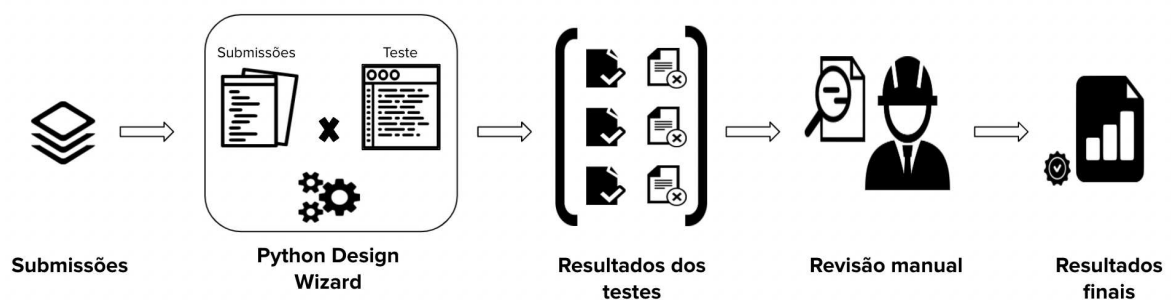 Submissões
Teste
Submissões
Python Design
Wizard
Resultados dos
testes
Revisão manual
Resultados
finais